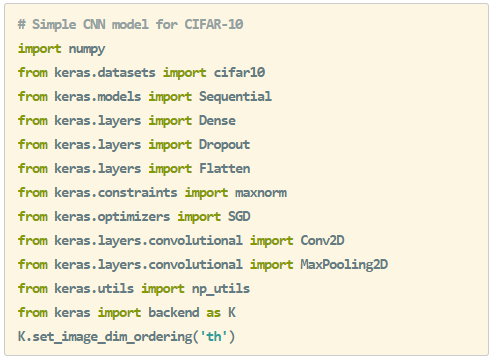 # Simple CNN model for CIFAR-10
import numpy
from keras.datasets import cifar10
from keras.models import Sequential
from keras.layers import Dense
from keras.layers import Dropout
from keras.layers import Flatten
from keras.constraints import maxnorm
from keras.optimizers import SGD
from keras.layers.convolutional import Conv2D
from keras.layers.convolutional import MaxPooling2D
from keras.utils import np_utils
from keras import backend as K
K.set_image_dim_ordering('th')